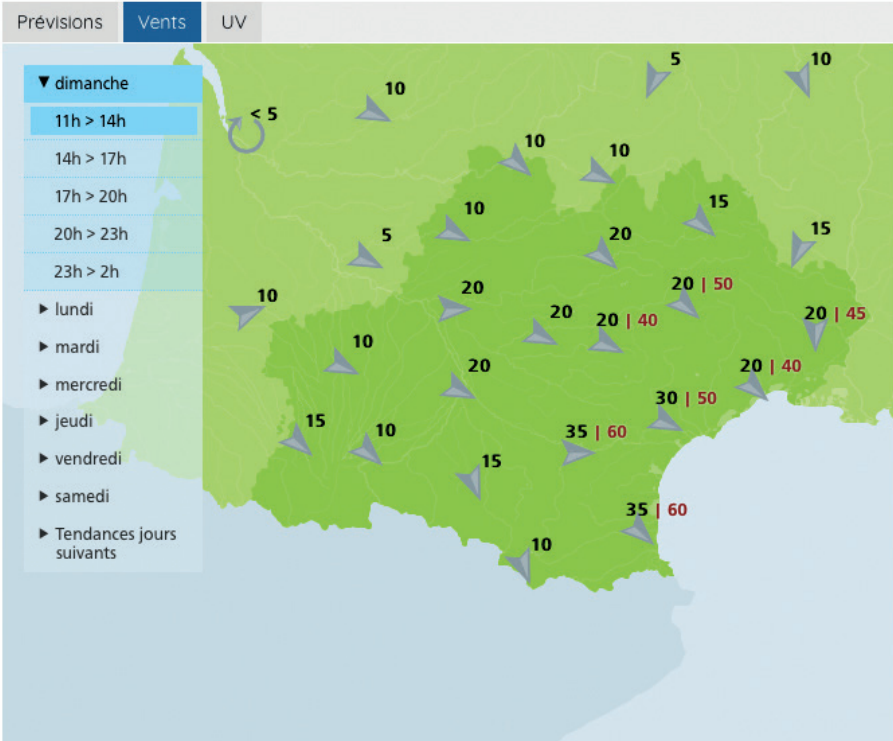 Prévisions
Vents
UV
▼ dimanche
11h > 14h
14h > 17h
17h > 20h
20h > 23h
23h > 2h
▶ lundi
▶ mardi
▶ mercredi
▶ jeudi
▶ vendredi
▶ samedi
▶ Tendances jours
suivants
5
10
10
< 5
10
10
15
10
15
5
20
20 | 50
10
20
20
20 | 40
20 | 45
10
20
20 | 40
30 | 50
15
10
35 | 60
15
35 | 60
10